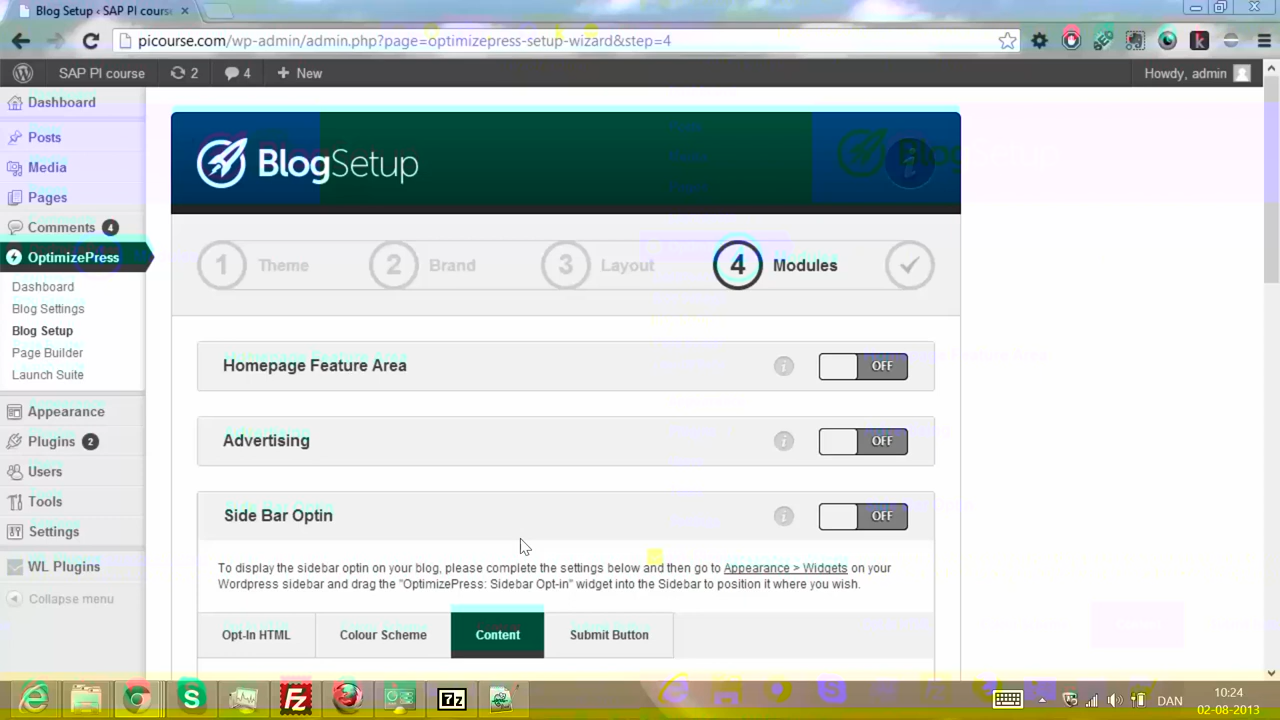 Blog Setup < SAP PI cours
picourse.com/wp-admin/admin.php?page=optimizepress-setup-wizard&step=4
SAP PI course
2
4
+ New
Howdy, admin
Dashboard
Posts
Media
Pages
Comments 4
OptimizePress
Dashboard
Blog Settings
Blog Setup
Page Builder
Launch Suite
Appearance
Plugins 2
Users
Tools
Settings
WL Plugins
Collapse menu
BlogSetup
1 Theme
2 Brand
3 Layout
4 Modules
Homepage Feature Area
OFF
Advertising
OFF
Side Bar Optin
OFF
To display the sidebar optin on your blog, please complete the settings below and then go to Appearance > Widgets on your
Wordpress sidebar and drag the "OptimizePress: Sidebar Opt-in" widget into the Sidebar to position it where you wish.
Opt-In HTML
Colour Scheme
Content
Submit Button
DAN
10:24
02-08-2013